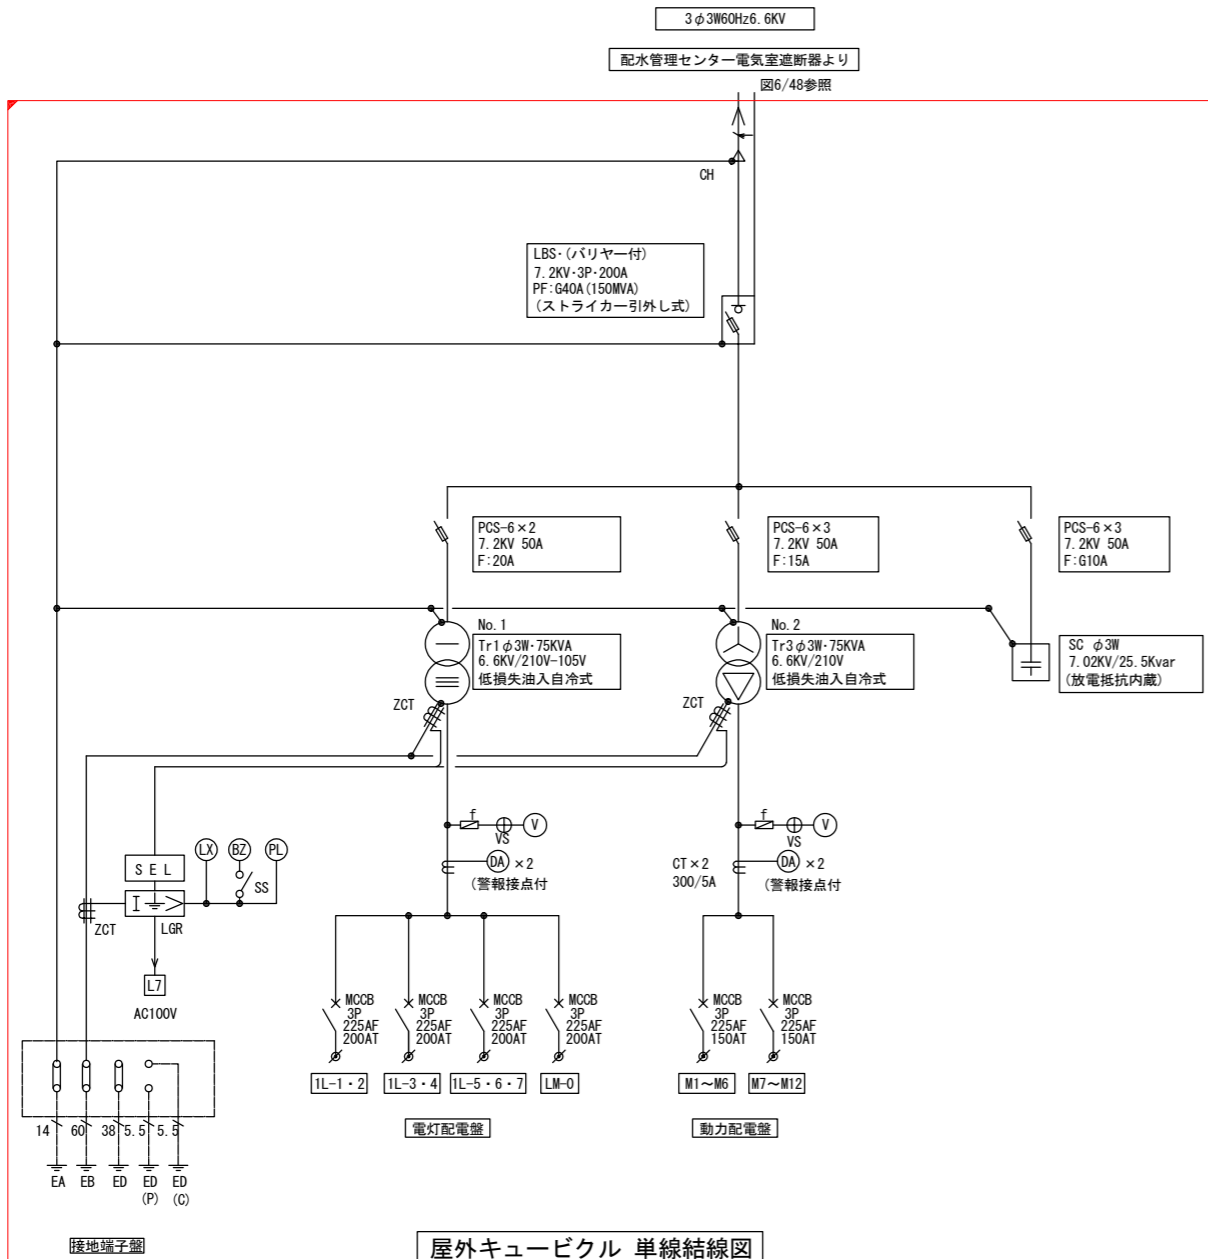 3φ3W60Hz6.6KV
配水管理センター電気室遮断器より
図6/48参照
CH
LBS・(バリヤー付)
7.2KV・3P・200A
PF:G40A(150MVA)
(ストライカー引外し式)
PCS-6×2
7.2KV 50A
F:20A
PCS-6×3
7.2KV 50A
F:15A
PCS-6×3
7.2KV 50A
F:G10A
No.1
Tr1φ3W・75KVA
6.6KV/210V-105V
低損失油入自冷式
No.2
Tr3φ3W・75KVA
6.6KV/210V
低損失油入自冷式
SC φ3W
7.02KV/25.5Kvar
(放電抵抗内蔵)
ZCT
ZCT
f
VS
V
DA ×2
(警報接点付
f
VS
V
CT×2
300/5A
DA ×2
(警報接点付
LX
BZ
PL
SEL
SS
I
ZCT
LGR
L7
AC100V
MCCB
3P
225AF
200AT
MCCB
3P
225AF
200AT
MCCB
3P
225AF
200AT
MCCB
3P
225AF
200AT
MCCB
3P
225AF
150AT
MCCB
3P
225AF
150AT
1L-1・2
1L-3・4
1L-5・6・7
LM-0
M1～M6
M7～M12
電灯配電盤
動力配電盤
14
60
38
5.5
5.5
EA
EB
ED
ED
(P)
ED
(C)
接地端子盤
屋外キュービクル 単線結線図